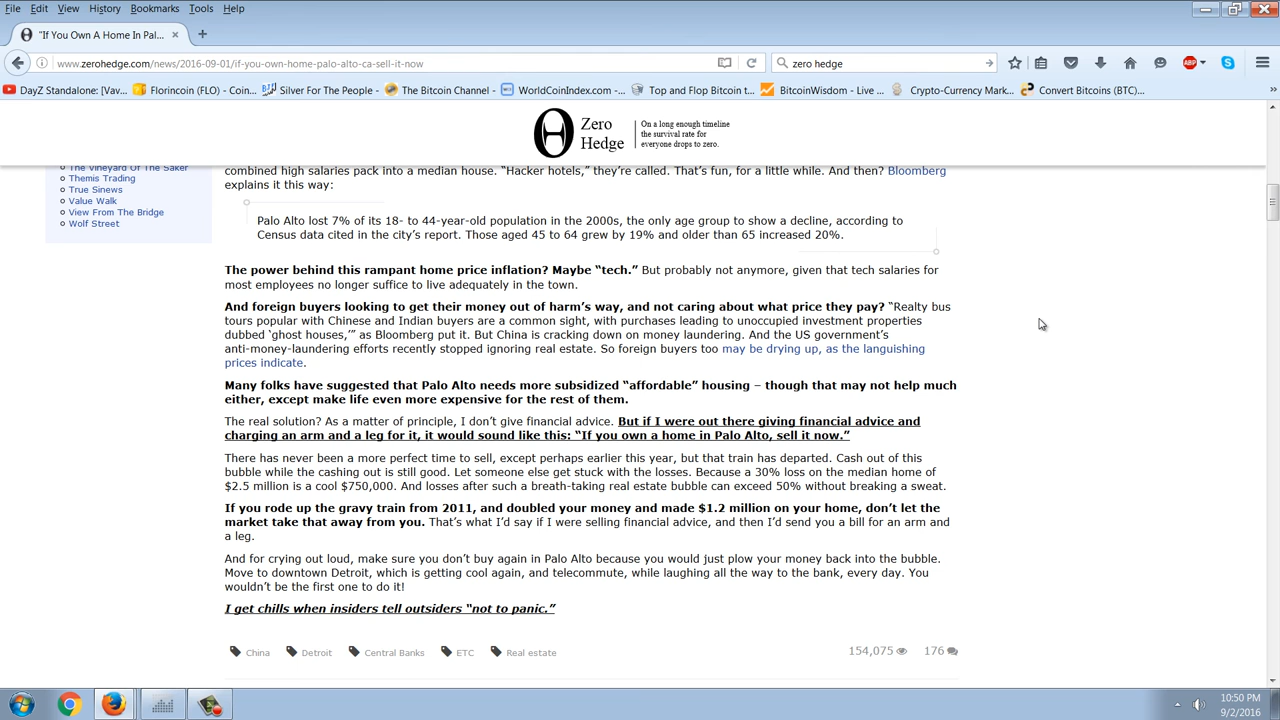 File Edit View History Bookmarks Tools Help
"If You Own A Home In Pal... × +
www.zerohedge.com/news/2016-09-01/if-you-own-home-palo-alto-ca-sell-it-now
zero hedge
ABP
DayZ Standalone: [Vav... Florincoin (FLO) - Coin... Silver For The People - The Bitcoin Channel - WorldCoinIndex.com -... Top and Flop Bitcoin t... BitcoinWisdom - Live ... Crypto-Currency Mark... Convert Bitcoins (BTC)...
Zero Hedge
On a long enough timeline
the survival rate for
everyone drops to zero.
The Vineyard Of The Saker
Themis Trading
True Sinews
Value Walk
View From The Bridge
Wolf Street
combined high salaries pack into a median house. “Hacker hotels,” they’re called. That’s fun, for a little while. And then? Bloomberg
explains it this way:
Palo Alto lost 7% of its 18- to 44-year-old population in the 2000s, the only age group to show a decline, according to
Census data cited in the city’s report. Those aged 45 to 64 grew by 19% and older than 65 increased 20%.
The power behind this rampant home price inflation? Maybe “tech.” But probably not anymore, given that tech salaries for
most employees no longer suffice to live adequately in the town.
And foreign buyers looking to get their money out of harm’s way, and not caring about what price they pay? “Realty bus
tours popular with Chinese and Indian buyers are a common sight, with purchases leading to unoccupied investment properties
dubbed ‘ghost houses,’” as Bloomberg put it. But China is cracking down on money laundering. And the US government’s
anti-money-laundering efforts recently stopped ignoring real estate. So foreign buyers too may be drying up, as the languishing
prices indicate.
Many folks have suggested that Palo Alto needs more subsidized “affordable” housing – though that may not help much
either, except make life even more expensive for the rest of them.
The real solution? As a matter of principle, I don’t give financial advice. But if I were out there giving financial advice and
charging an arm and a leg for it, it would sound like this: “If you own a home in Palo Alto, sell it now.”
There has never been a more perfect time to sell, except perhaps earlier this year, but that train has departed. Cash out of this
bubble while the cashing out is still good. Let someone else get stuck with the losses. Because a 30% loss on the median home of
$2.5 million is a cool $750,000. And losses after such a breath-taking real estate bubble can exceed 50% without breaking a sweat.
If you rode up the gravy train from 2011, and doubled your money and made $1.2 million on your home, don’t let the
market take that away from you. That’s what I’d say if I were selling financial advice, and then I’d send you a bill for an arm and
a leg.
And for crying out loud, make sure you don’t buy again in Palo Alto because you would just plow your money back into the bubble.
Move to downtown Detroit, which is getting cool again, and telecommute, while laughing all the way to the bank, every day. You
wouldn’t be the first one to do it!
I get chills when insiders tell outsiders “not to panic.”
China Detroit Central Banks ETC Real estate 154,075 176
10:50 PM
9/2/2016